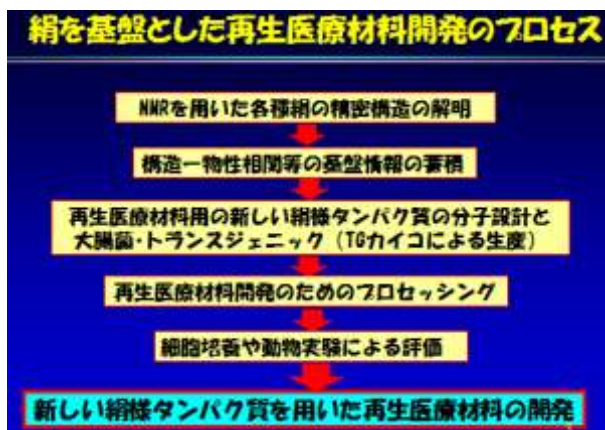 絹を基盤とした再生医療材料開発のプロセス
NMRを用いた各種絹の精密構造の解明
構造―物性相関等の基盤情報の蓄積
再生医療材料用の新しい絹様タンパク質の分子設計と
大腸菌・トランスジェニック（TGカイコによる生産）
再生医療材料開発のためのプロセッシング
細胞培養や動物実験による評価
新しい絹様タンパク質を用いた再生医療材料の開発